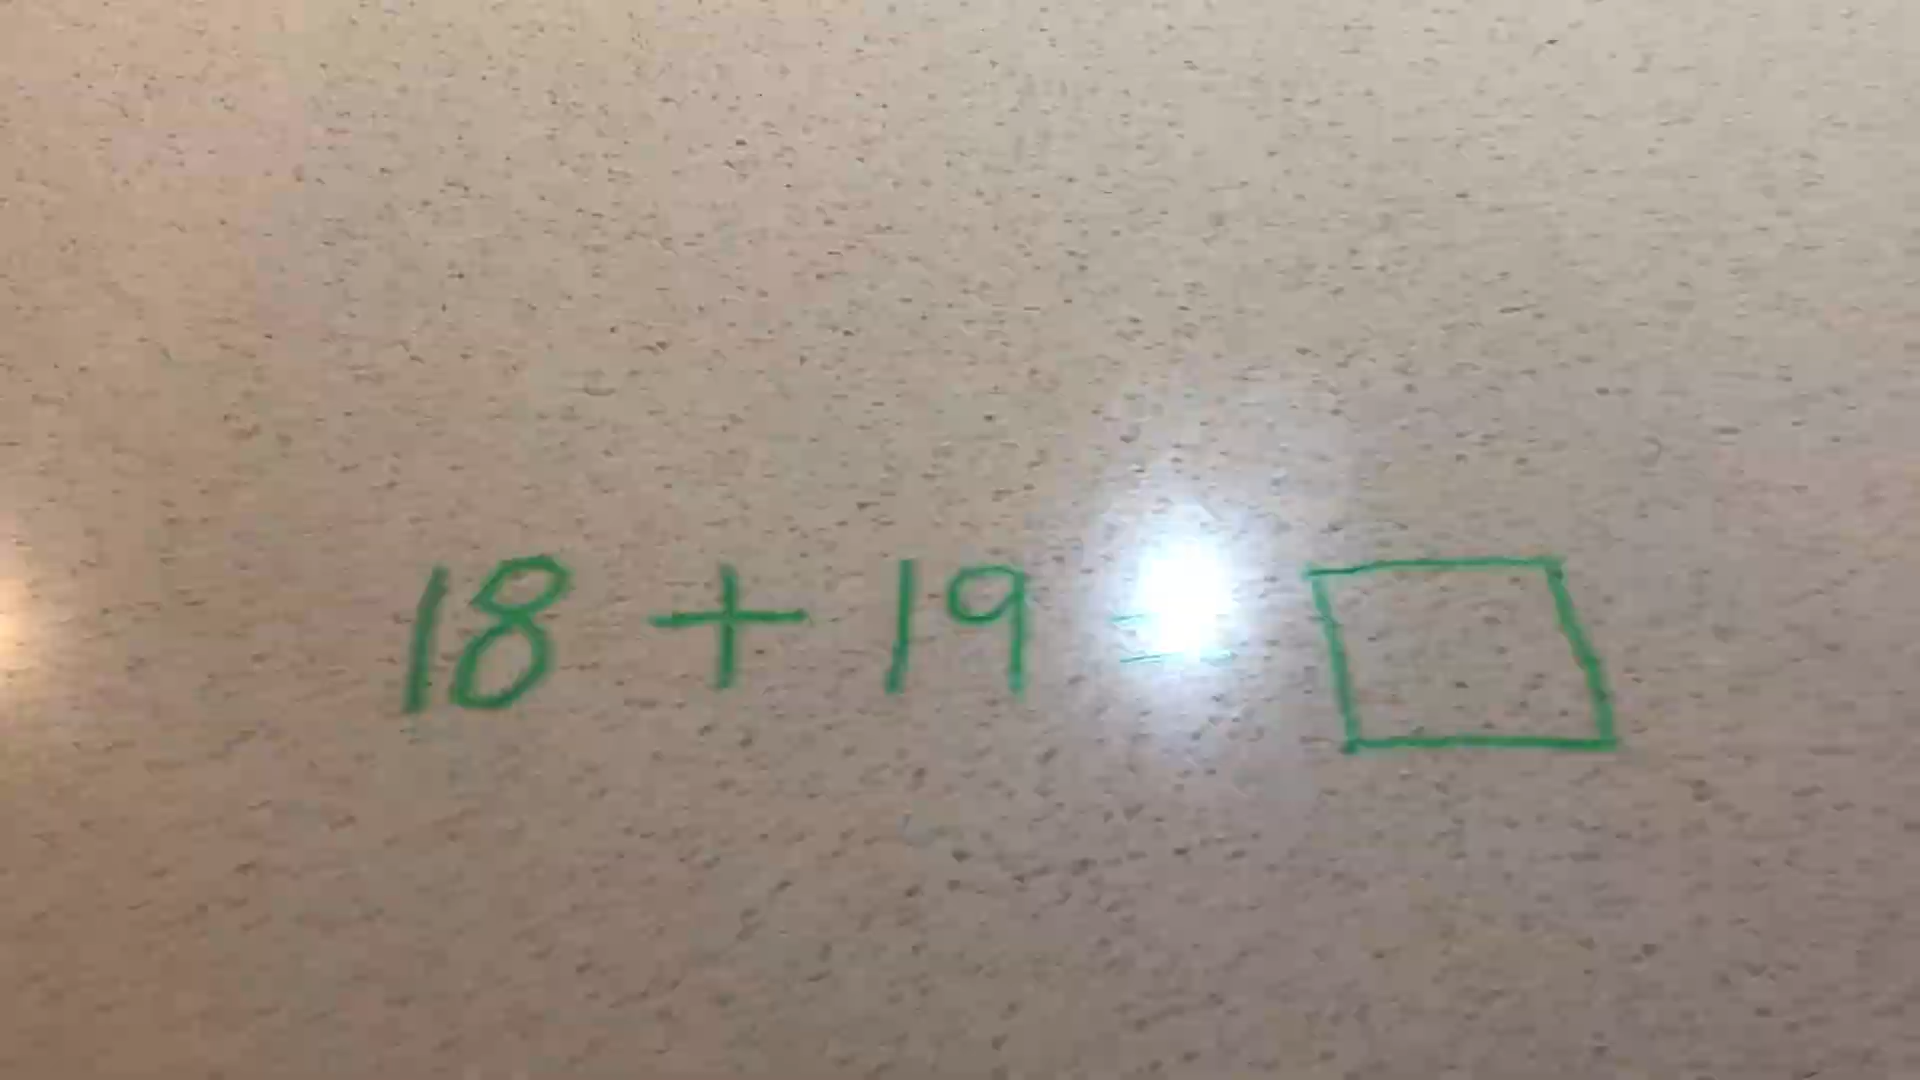 18 + 19 = □